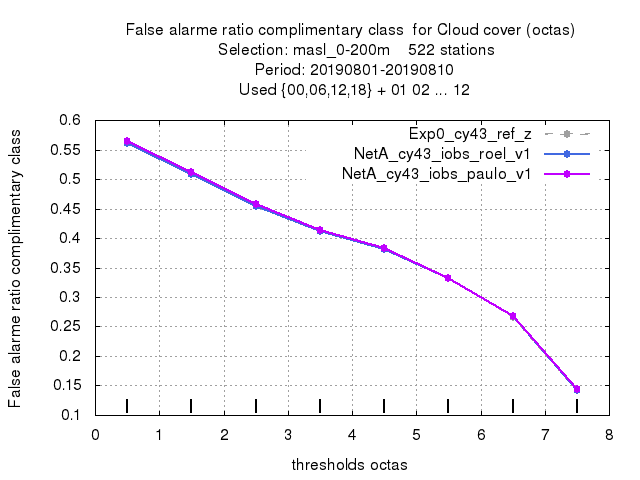 False alarme ratio complimentary class  for Cloud cover (octas)
Selection: masl_0-200m    522 stations
Period: 20190801-20190810
Used {00,06,12,18} + 01 02 ... 12
Exp0_cy43_ref_z
NetA_cy43_iobs_roel_v1
NetA_cy43_iobs_paulo_v1
False alarme ratio complimentary class
0.6
0.55
0.5
0.45
0.4
0.35
0.3
0.25
0.2
0.15
0.1
0 1 2 3 4 5 6 7 8
thresholds octas